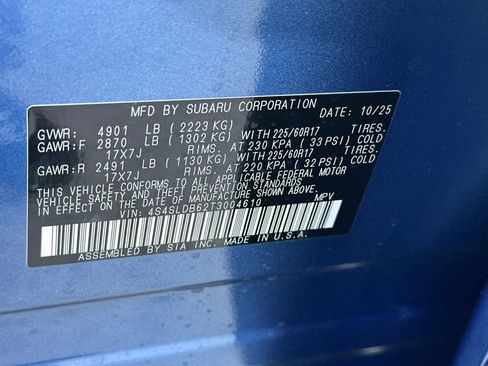 MFD BY SUBARU CORPORATION DATE: 10/25
GVWR: 4901 LB (2223 KG)
GAWR:F 2870 LB (1302 KG) WITH 225/60R17 TIRES.
17X7J RIMS. AT 230 KPA (33 PSI) COLD
GAWR:R 2491 LB (1130 KG) WITH 225/60R17 TIRES.
17X7J RIMS. AT 220 KPA (32 PSI) COLD
THIS VEHICLE CONFORMS TO ALL APPLICABLE FEDERAL MOTOR
VEHICLE SAFETY AND THEFT PREVENTION STANDARDS IN
EFFECT ON THE DATE OF MANUFACTURE SHOWN ABOVE.
VIN: 4S4SLDB62T3004610 MPV
ASSEMBLED BY SIA INC. MADE IN U.S.A.